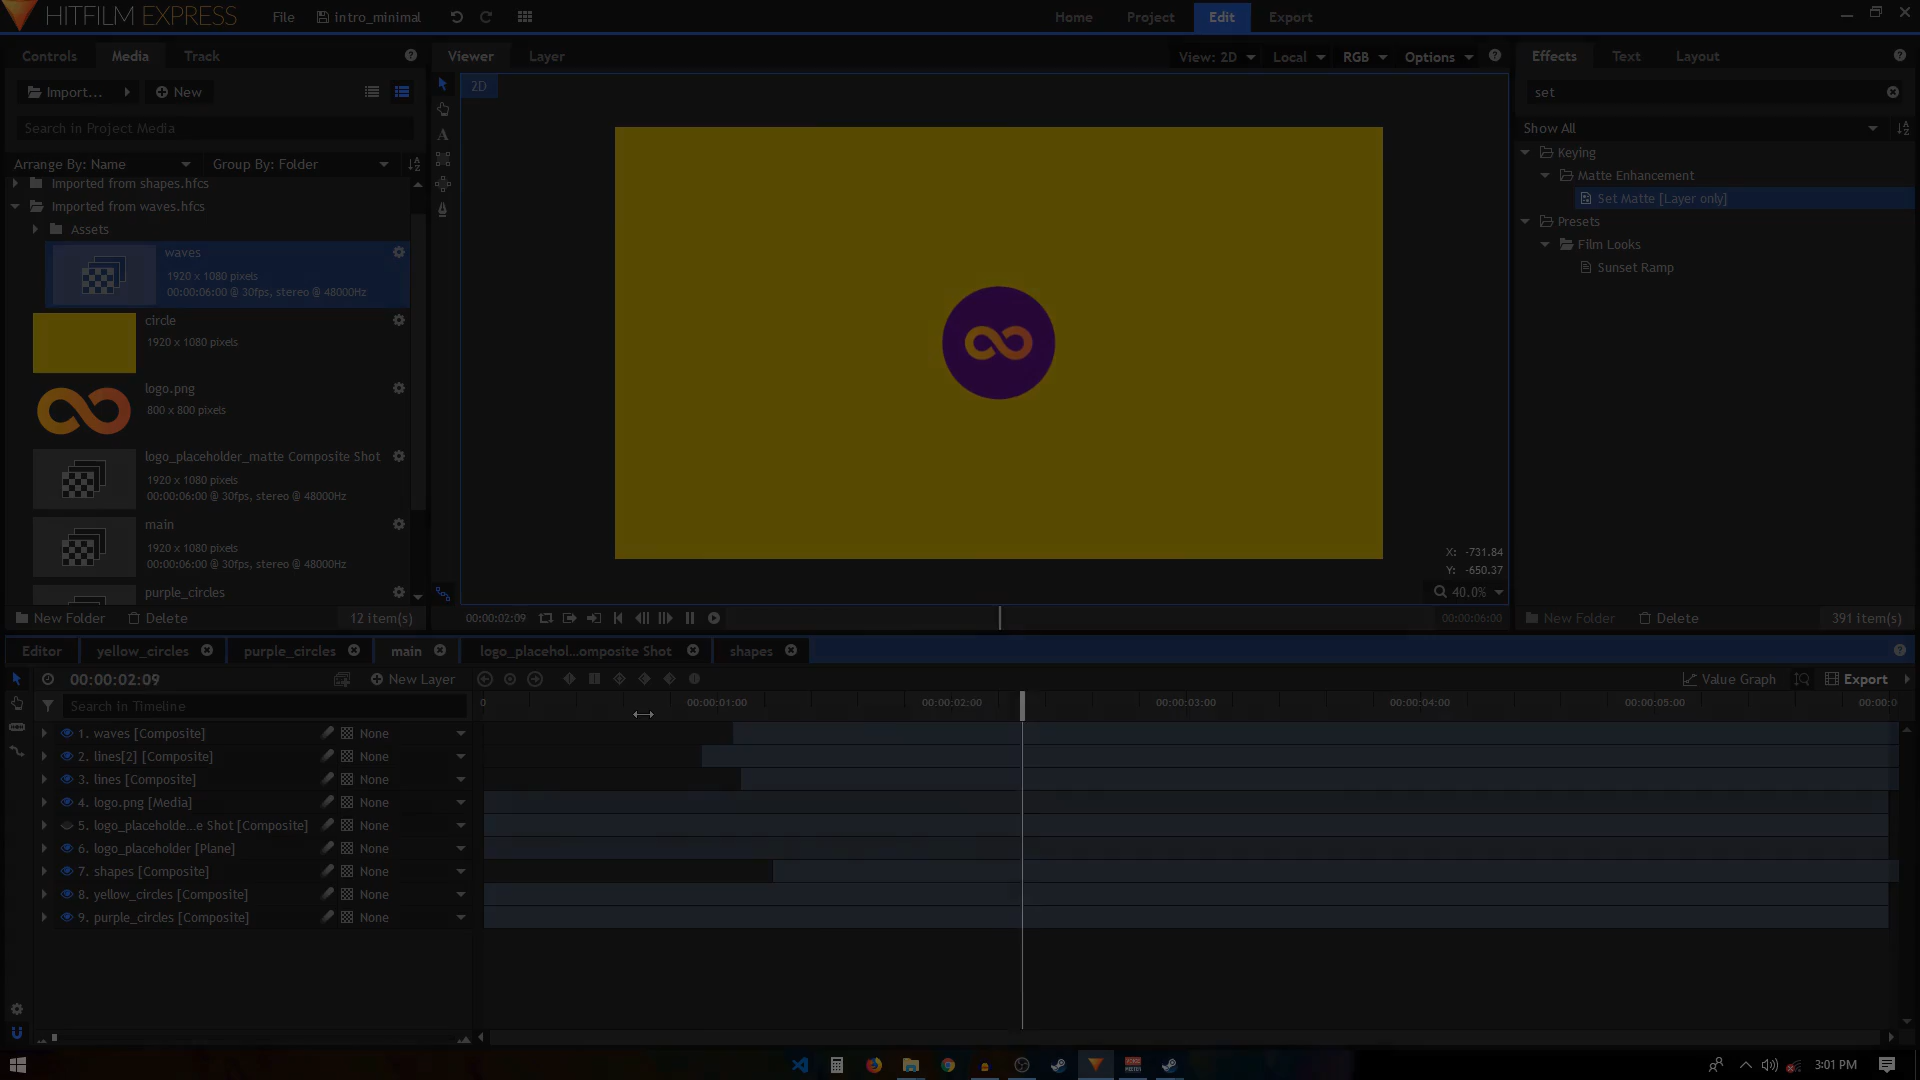 HITFILM EXPRESS
File
intro_minimal
Home
Project
Edit
Export
Controls
Media
Track
Viewer
Layer
View: 2D
Local
RGB
Options
Effects
Text
Layout
Import...
New
2D
set
Search in Project Media
Show All
Arrange By: Name
Group By: Folder
Keying
Matte Enhancement
Set Matte [Layer only]
Presets
Film Looks
Sunset Ramp
Imported from shapes.hfcs
Imported from waves.hfcs
Assets
waves
1920 x 1080 pixels
00:00:06:00 @ 30fps, stereo @ 48000Hz
circle
1920 x 1080 pixels
logo.png
800 x 800 pixels
logo_placeholder_matte Composite Shot
1920 x 1080 pixels
00:00:06:00 @ 30fps, stereo @ 48000Hz
main
1920 x 1080 pixels
00:00:06:00 @ 30fps, stereo @ 48000Hz
purple_circles
X: -731.84
Y: -650.37
40.0%
New Folder
Delete
12 item(s)
00:00:02:09
00:00:06:00
New Folder
Delete
391 item(s)
Editor
yellow_circles
purple_circles
main
logo_placehol...omposite Shot
shapes
00:00:02:09
New Layer
Value Graph
Export
Search in Timeline
0
00:00:01:00
00:00:02:00
00:00:03:00
00:00:04:00
00:00:05:00
00:00:0
1. waves [Composite] None
2. lines[2] [Composite] None
3. lines [Composite] None
4. logo.png [Media] None
5. logo_placeholde...e Shot [Composite] None
6. logo_placeholder [Plane] None
7. shapes [Composite] None
8. yellow_circles [Composite] None
9. purple_circles [Composite] None
3:01 PM